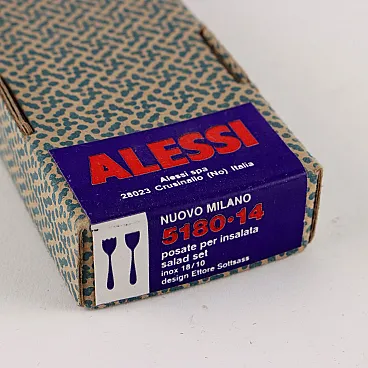 ALESSI
Alessi spa
28023 Crusinallo (No) Italia
NUOVO MILANO
5180·14
posate per insalata
salad set
inox 18/10
design Ettore Sottsass